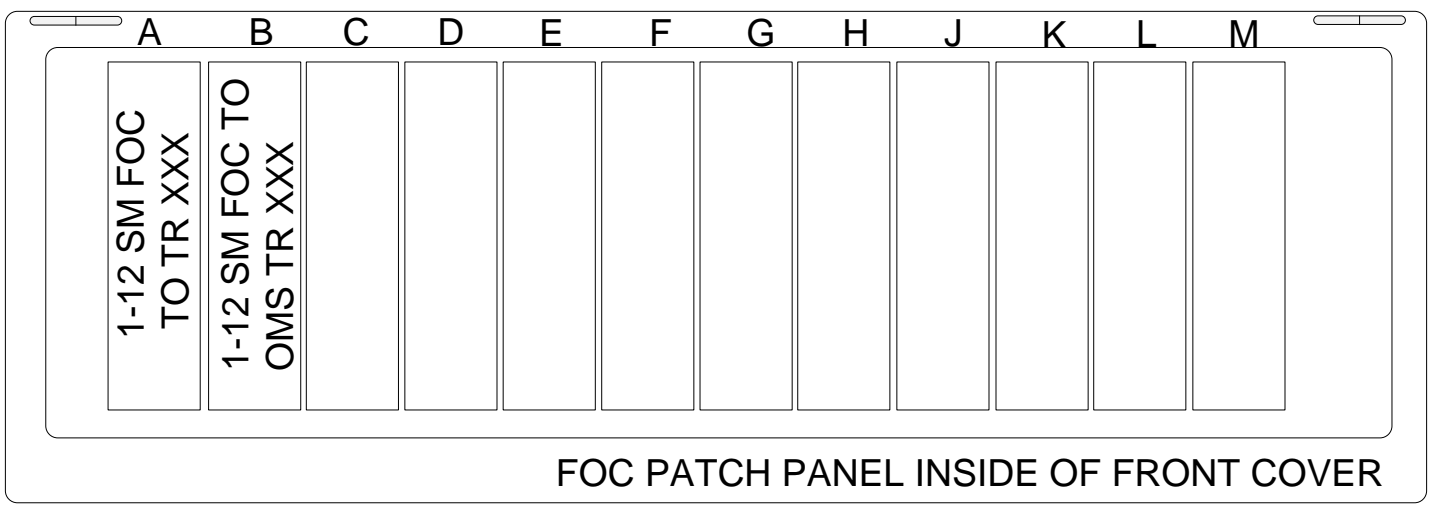 A B C D E F G H J K L M
1-12 SM FOC
TO TR XXX
1-12 SM FOC TO
OMS TR XXX
FOC PATCH PANEL INSIDE OF FRONT COVER